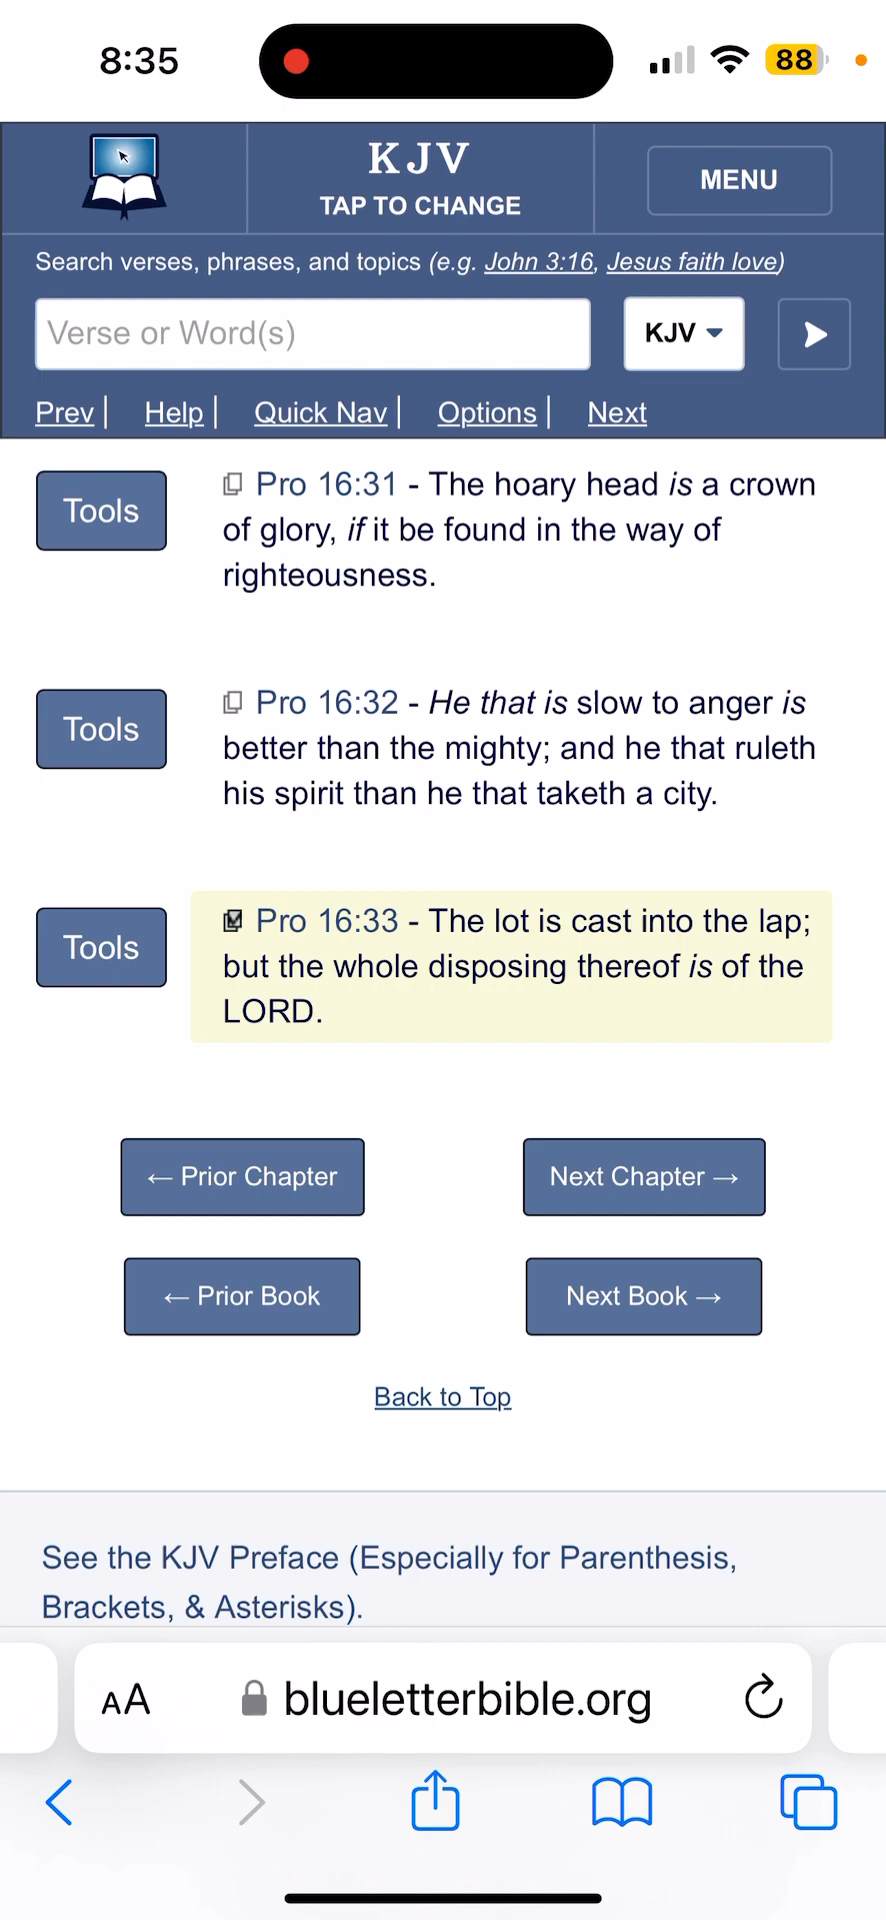 8:35
88
KJV
TAP TO CHANGE
MENU
Search verses, phrases, and topics (e.g. John 3:16, Jesus faith love)
Verse or Word(s)
KJV
Prev | Help | Quick Nav | Options | Next
Tools
Pro 16:31 - The hoary head is a crown
of glory, if it be found in the way of
righteousness.
Tools
Pro 16:32 - He that is slow to anger is
better than the mighty; and he that ruleth
his spirit than he that taketh a city.
Tools
Pro 16:33 - The lot is cast into the lap;
but the whole disposing thereof is of the
LORD.
← Prior Chapter
Next Chapter →
← Prior Book
Next Book →
Back to Top
See the KJV Preface (Especially for Parenthesis,
Brackets, & Asterisks).
AA
blueletterbible.org